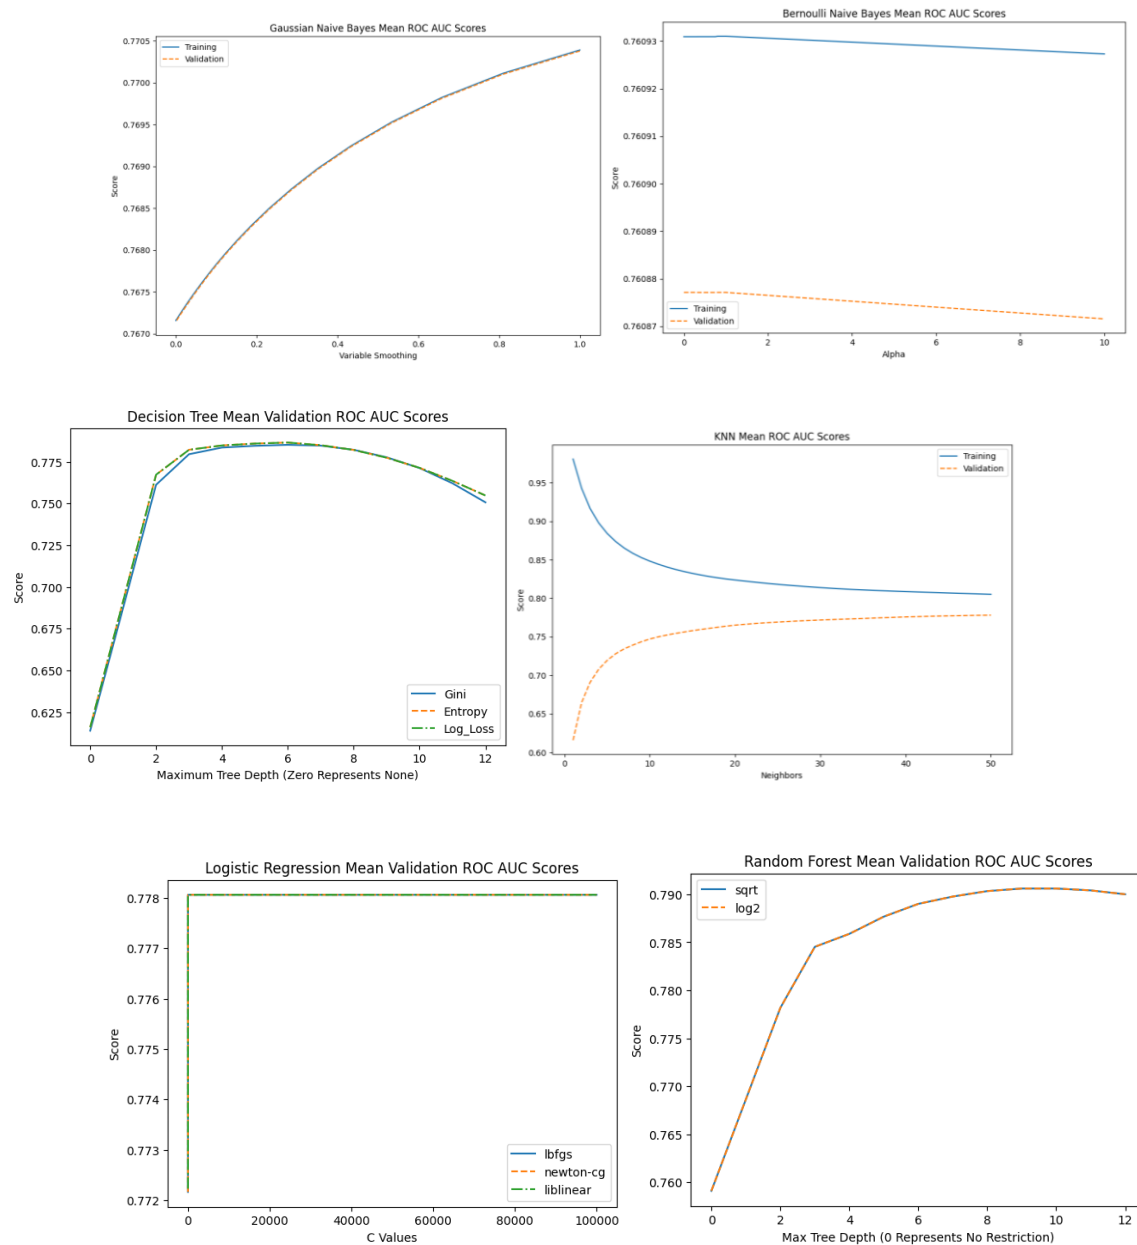 Gaussian Naive Bayes Mean ROC AUC Scores
Training
Validation
0.7705
0.7700
0.7695
0.7690
0.7685
0.7680
0.7675
0.7670
Score
0.0 0.2 0.4 0.6 0.8 1.0
Variable Smoothing
Bernoulli Naive Bayes Mean ROC AUC Scores
0.76093
0.76092
0.76091
0.76090
0.76089
0.76088
0.76087
Score
Training
Validation
0 2 4 6 8 10
Alpha
Decision Tree Mean Validation ROC AUC Scores
0.775
0.750
0.725
0.700
0.675
0.650
0.625
Score
Gini
Entropy
Log_Loss
0 2 4 6 8 10 12
Maximum Tree Depth (Zero Represents None)
KNN Mean ROC AUC Scores
Training
Validation
0.95
0.90
0.85
0.80
0.75
0.70
0.65
0.60
Score
0 10 20 30 40 50
Neighbors
Logistic Regression Mean Validation ROC AUC Scores
0.778
0.777
0.776
0.775
0.774
0.773
0.772
Score
lbfgs
newton-cg
liblinear
0 20000 40000 60000 80000 100000
C Values
Random Forest Mean Validation ROC AUC Scores
sqrt
log2
0.790
0.785
0.780
0.775
0.770
0.765
0.760
Score
0 2 4 6 8 10 12
Max Tree Depth (0 Represents No Restriction)